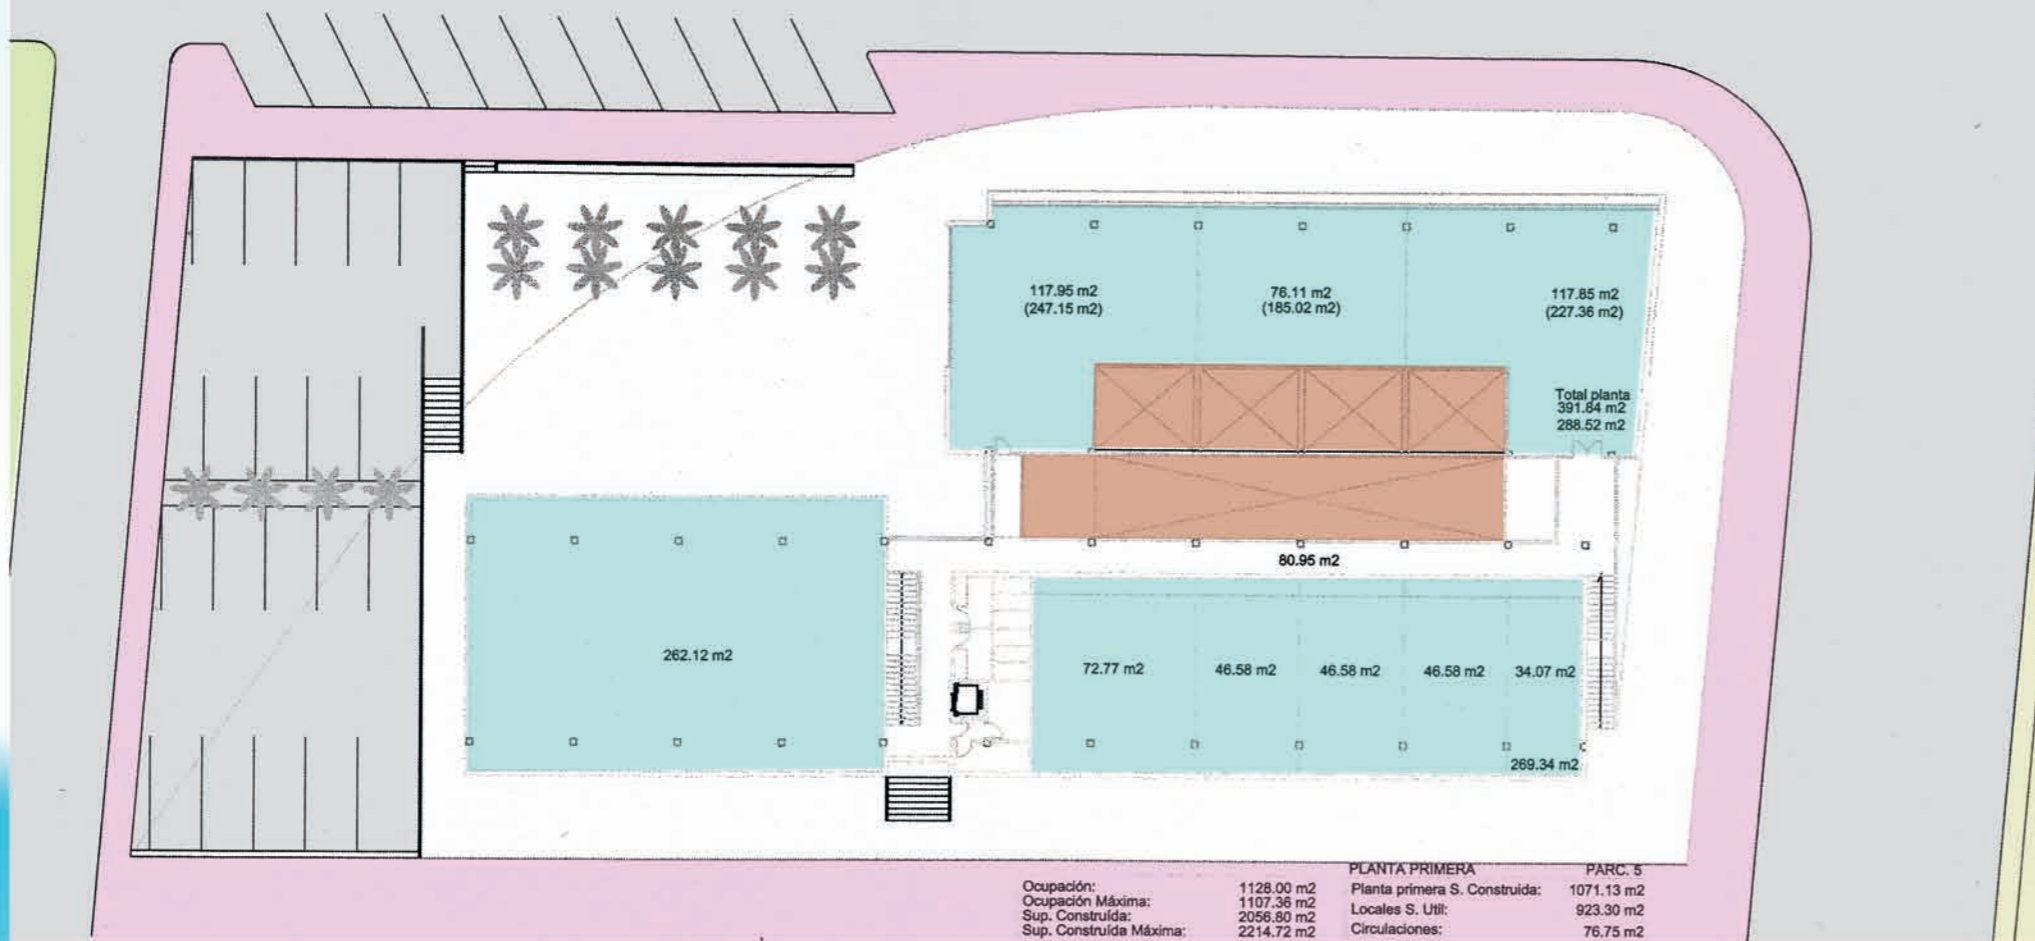 117.95 m2
(247.15 m2)
76.11 m2
(185.02 m2)
117.85 m2
(227.36 m2)
Total planta
391.84 m2
288.52 m2
80.95 m2
262.12 m2
72.77 m2
46.58 m2
46.58 m2
46.58 m2
34.07 m2
269.34 m2
PLANTA PRIMERA
PARC. 5
Ocupación: 1128.00 m2
Ocupación Máxima: 1107.36 m2
Sup. Construída: 2056.80 m2
Sup. Construída Máxima: 2214.72 m2
Planta primera S. Construida: 1071.13 m2
Locales S. Util: 923.30 m2
Circulaciones: 76.75 m2